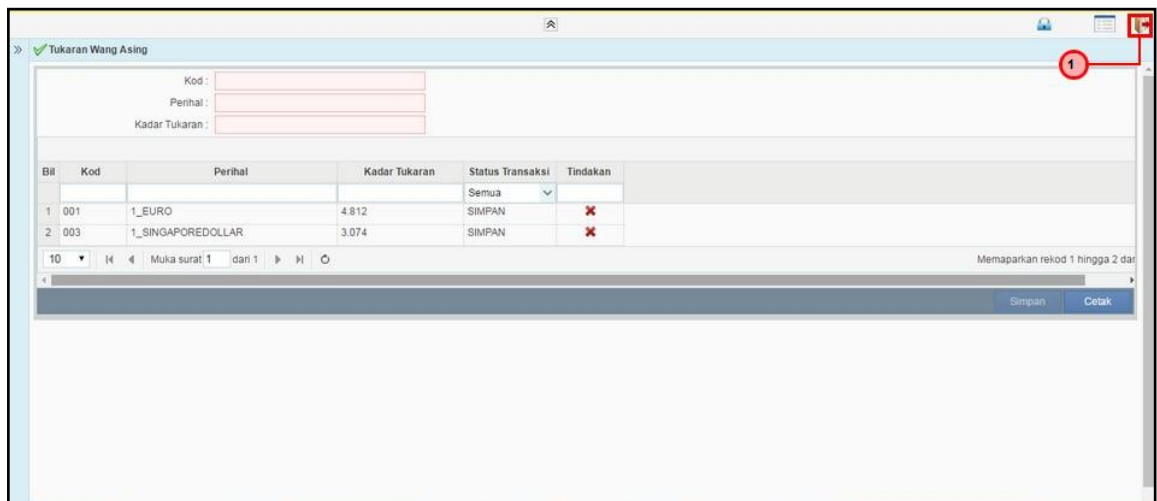 1
» Tukaran Wang Asing
Kod :
Perihal :
Kadar Tukaran :
Bil Kod Perihal Kadar Tukaran Status Transaksi Tindakan
Semua
1 001 1_EURO 4.812 SIMPAN
2 003 1_SINGAPOREDOLLAR 3.074 SIMPAN
10 Muka surat 1 dari 1 Memaparkan rekod 1 hingga 2 dar
Simpan Cetak